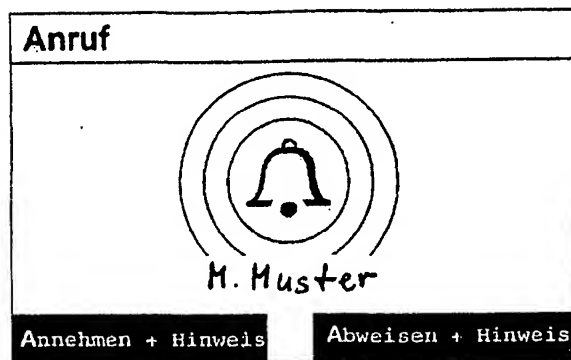 Anruf
M. Muster
Annehmen + Hinweis Abweisen + Hinweis